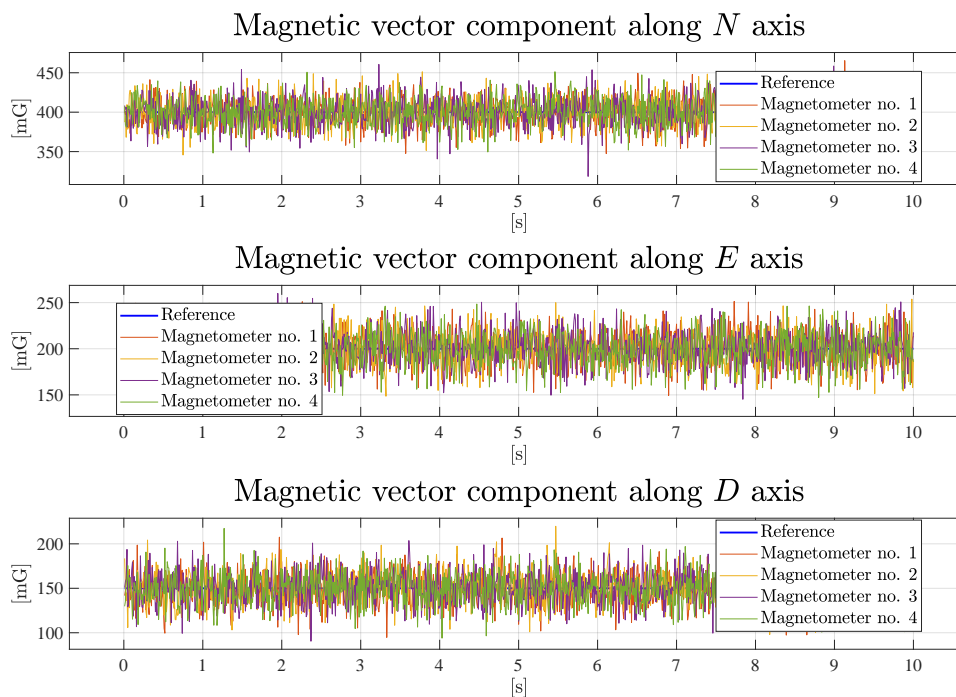 Magnetic vector component along N axis
[mG]
450
400
350
Reference
Magnetometer no. 1
Magnetometer no. 2
Magnetometer no. 3
Magnetometer no. 4
0 1 2 3 4 5 6 7 8 9 10
[s]
Magnetic vector component along E axis
[mG]
250
200
150
Reference
Magnetometer no. 1
Magnetometer no. 2
Magnetometer no. 3
Magnetometer no. 4
0 1 2 3 4 5 6 7 8 9 10
[s]
Magnetic vector component along D axis
[mG]
200
150
100
Reference
Magnetometer no. 1
Magnetometer no. 2
Magnetometer no. 3
Magnetometer no. 4
0 1 2 3 4 5 6 7 8 9 10
[s]